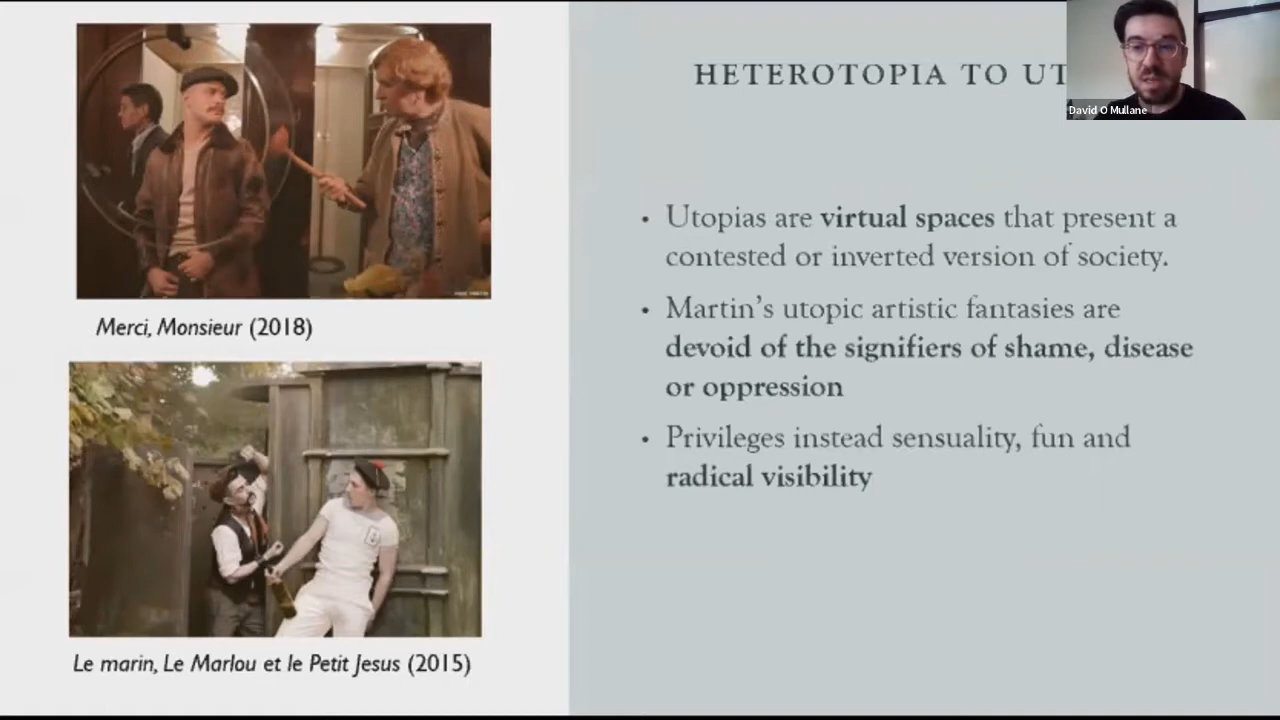 HETEROTOPIA TO UT
David O Mullane
Merci, Monsieur (2018)
Le marin, Le Marlou et le Petit Jesus (2015)
• Utopias are virtual spaces that present a
contested or inverted version of society.
• Martin’s utopic artistic fantasies are
devoid of the signifiers of shame, disease
or oppression
• Privileges instead sensuality, fun and
radical visibility